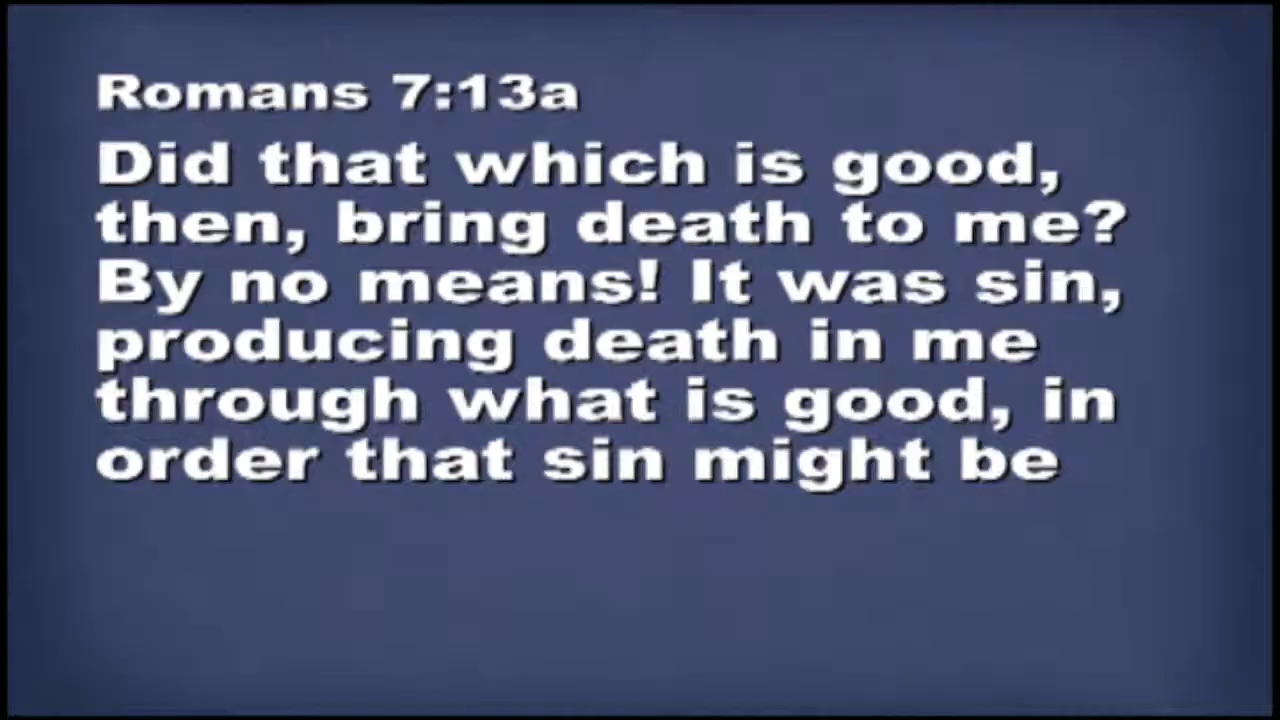 Romans 7:13a
Did that which is good,
then, bring death to me?
By no means! It was sin,
producing death in me
through what is good, in
order that sin might be